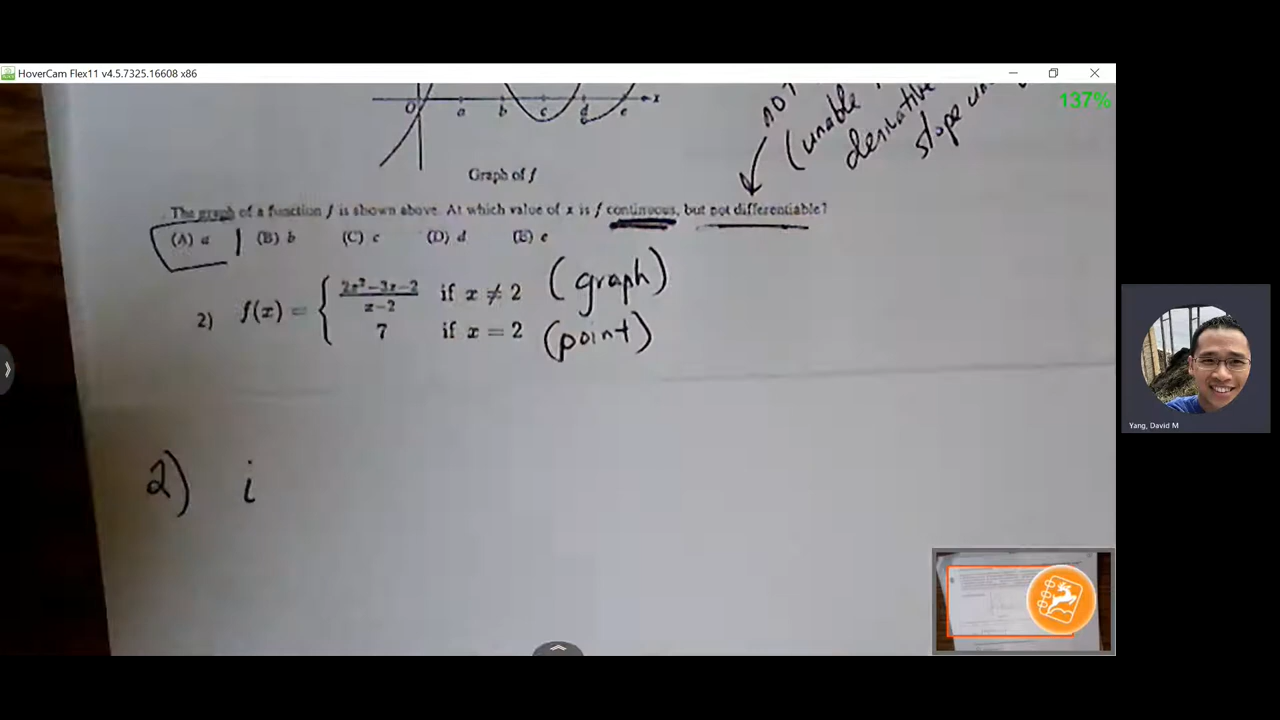 HoverCam Flex11 v4.5.7325.16608 x86
137%
not
(unable
derivative
slope
O a b c d e x
Graph of f
The graph of a function f is shown above. At which value of x is f continuous, but not differentiable?
(A) a (B) b (C) c (D) d (E) e
2) f(x) = { (2x²-3x-2)/(x-2) if x ≠ 2 (graph)
7 if x = 2 (point)
2) i
Yang, David M